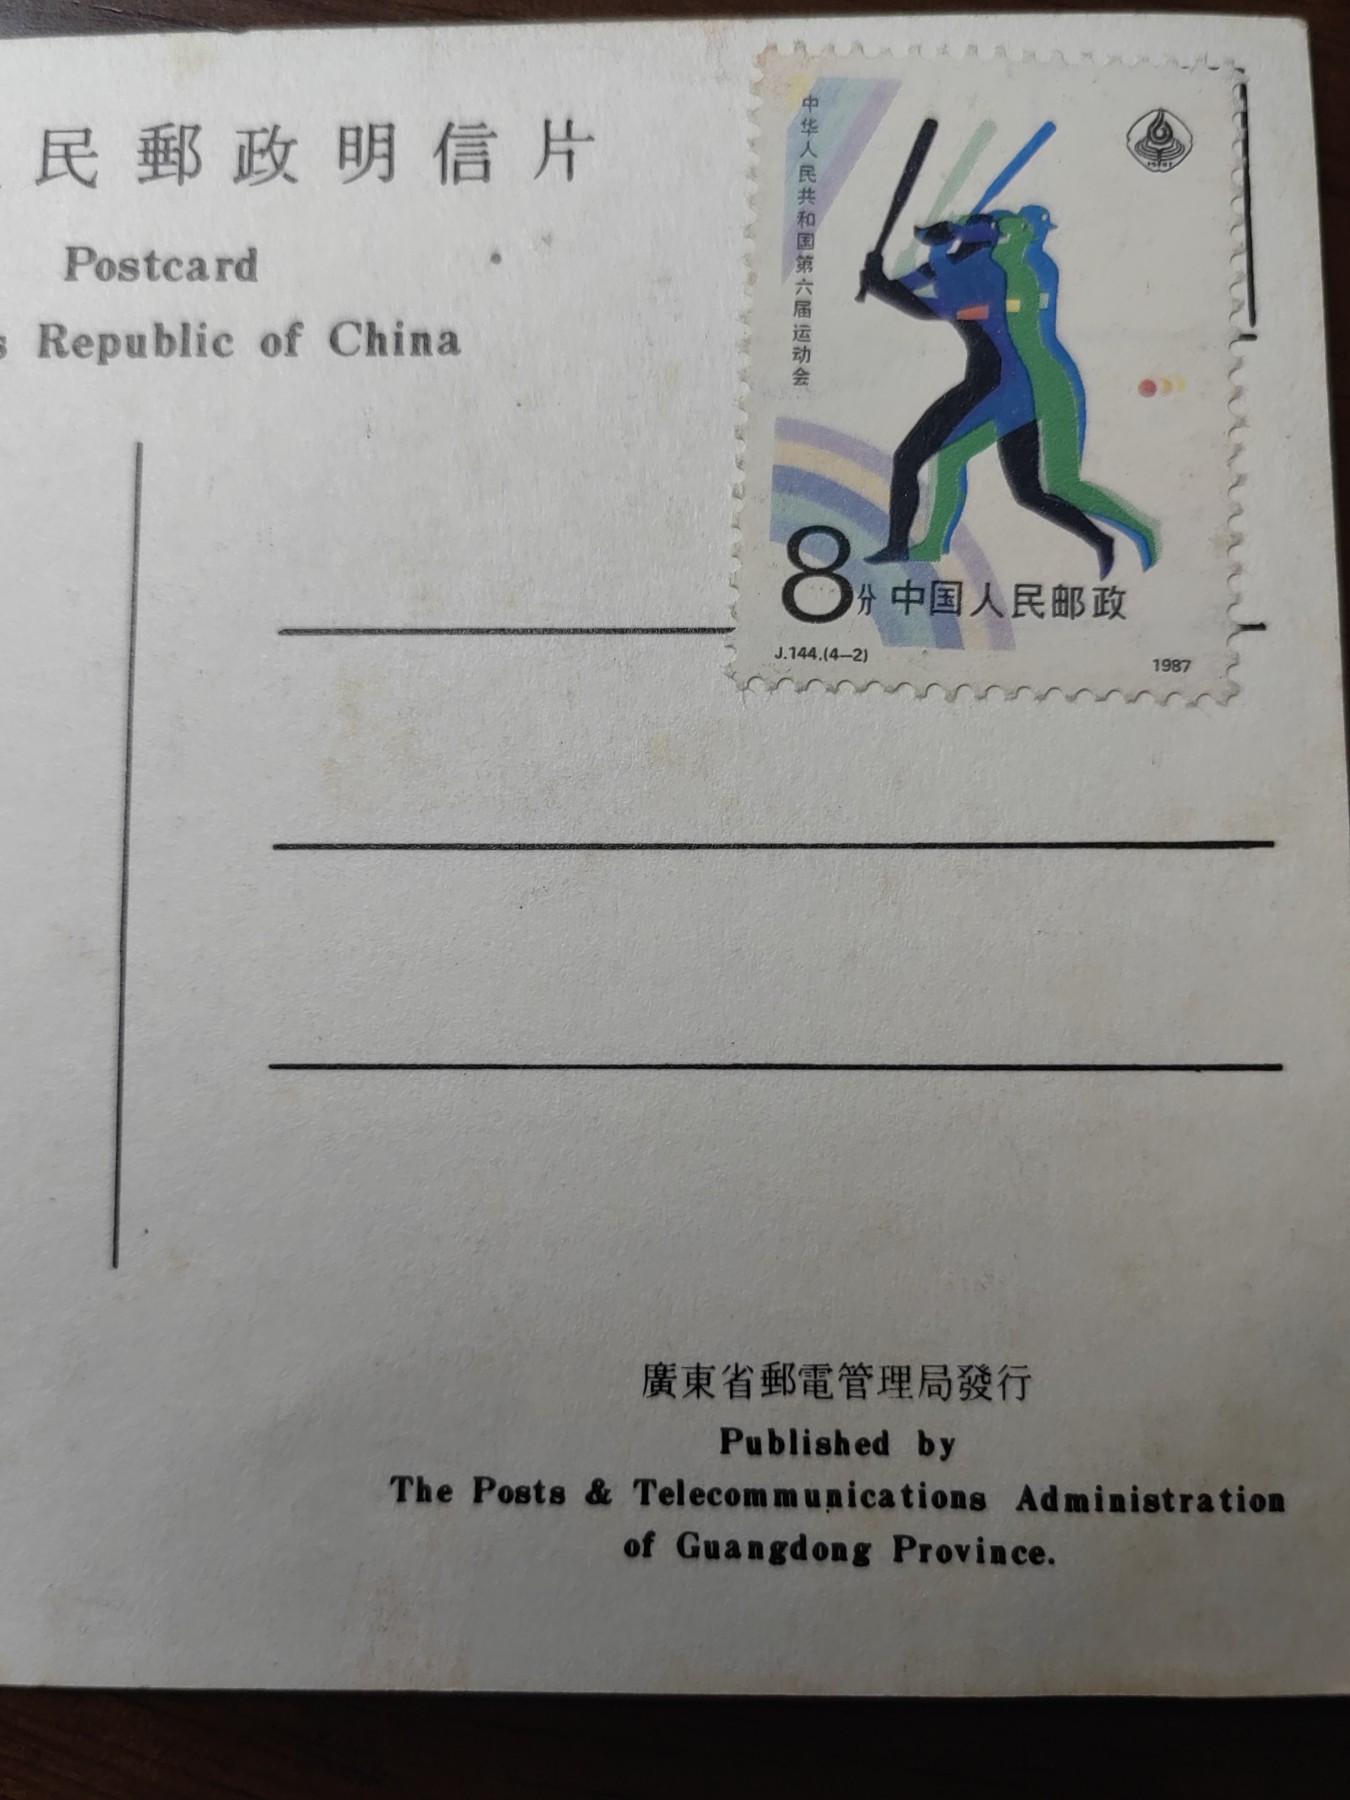 民郵政明信片
Postcard
s Republic of China
中华人民共和国第六届运动会
8分 中国人民邮政
J.144.(4—2)
1987
廣東省郵電管理局發行
Published by
The Posts & Telecommunications Administration
of Guangdong Province.